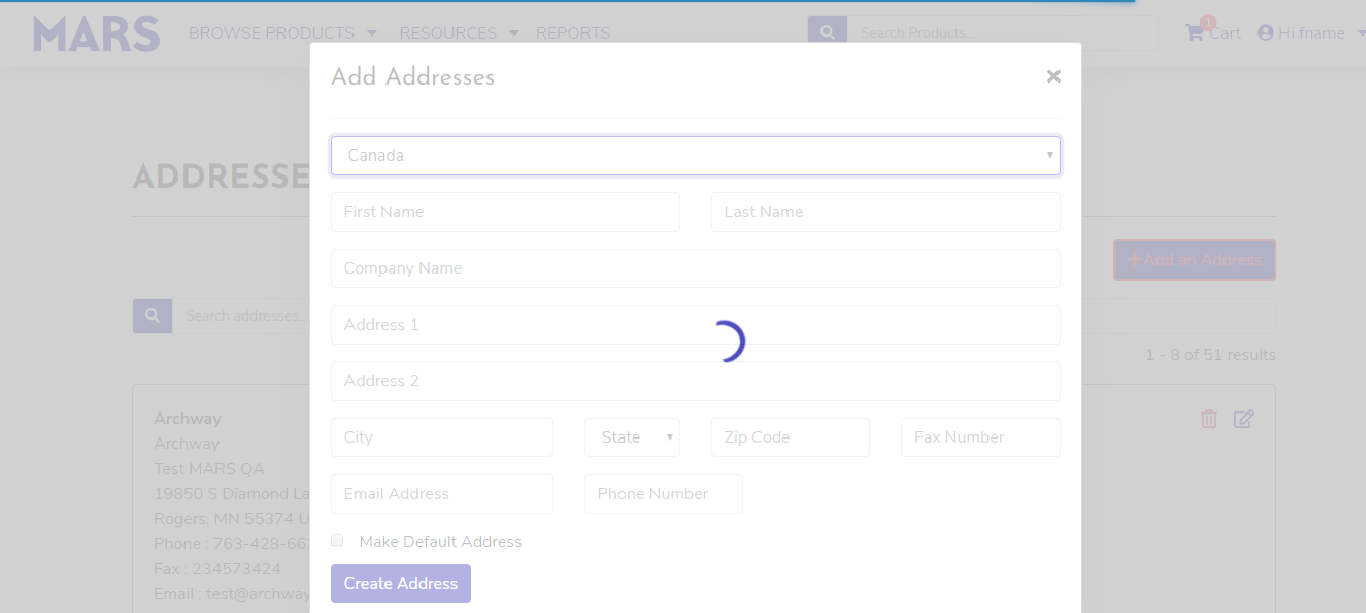 MARS BROWSE PRODUCTS RESOURCES REPORTS Search Products... 1 Cart Hi fname
Add Addresses
Canada
ADDRESSE
First Name Last Name
Add an Address
Company Name
Search addresses...
Address 1
1 - 8 of 51 results
Address 2
Archway
Archway
City State Zip Code Fax Number
Test MARS QA
19850 S Diamond La
Email Address Phone Number
Rogers, MN 55374 U
Phone : 763-428-66
Make Default Address
Fax : 234573424
Create Address
Email : test@archway